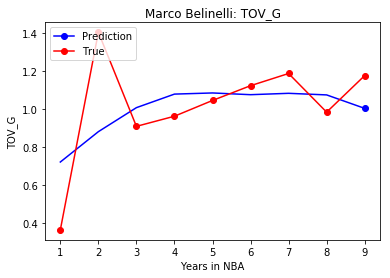 Marco Belinelli: TOV_G
Prediction
True
1.4
1.2
1.0
0.8
0.6
0.4
TOV_G
1 2 3 4 5 6 7 8 9
Years in NBA